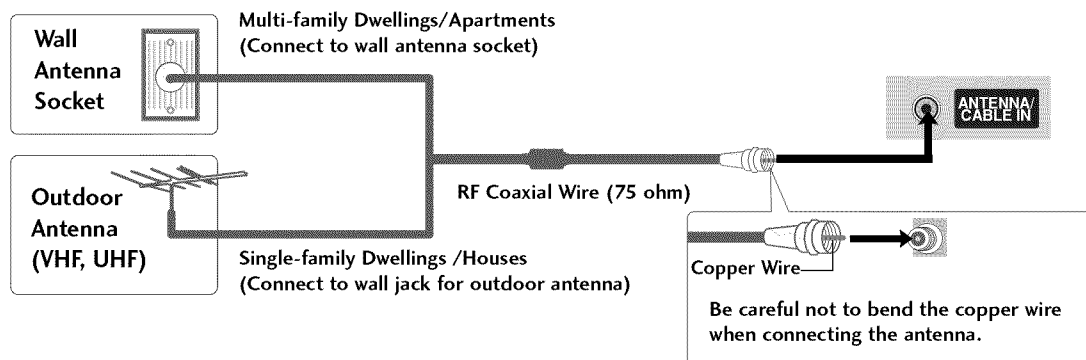 Wall
Antenna
Socket
Multi-family Dwellings/Apartments
(Connect to wall antenna socket)
Outdoor
Antenna
(VHF, UHF)
Single-family Dwellings /Houses
(Connect to wall jack for outdoor antenna)
RF Coaxial Wire (75 ohm)
ANTENNA/
CABLE IN
Copper Wire
Be careful not to bend the copper wire
when connecting the antenna.